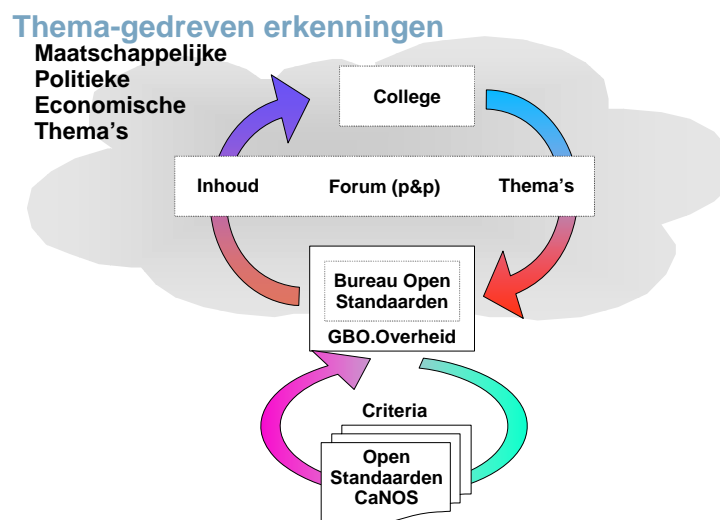 Thema-gedreven erkenningen
Maatschappelijke
Politieke
Economische
Thema's
College
Inhoud Forum (p&p) Thema's
Bureau Open
Standaarden
GBO.Overheid
Criteria
Open
Standaarden
CaNOS